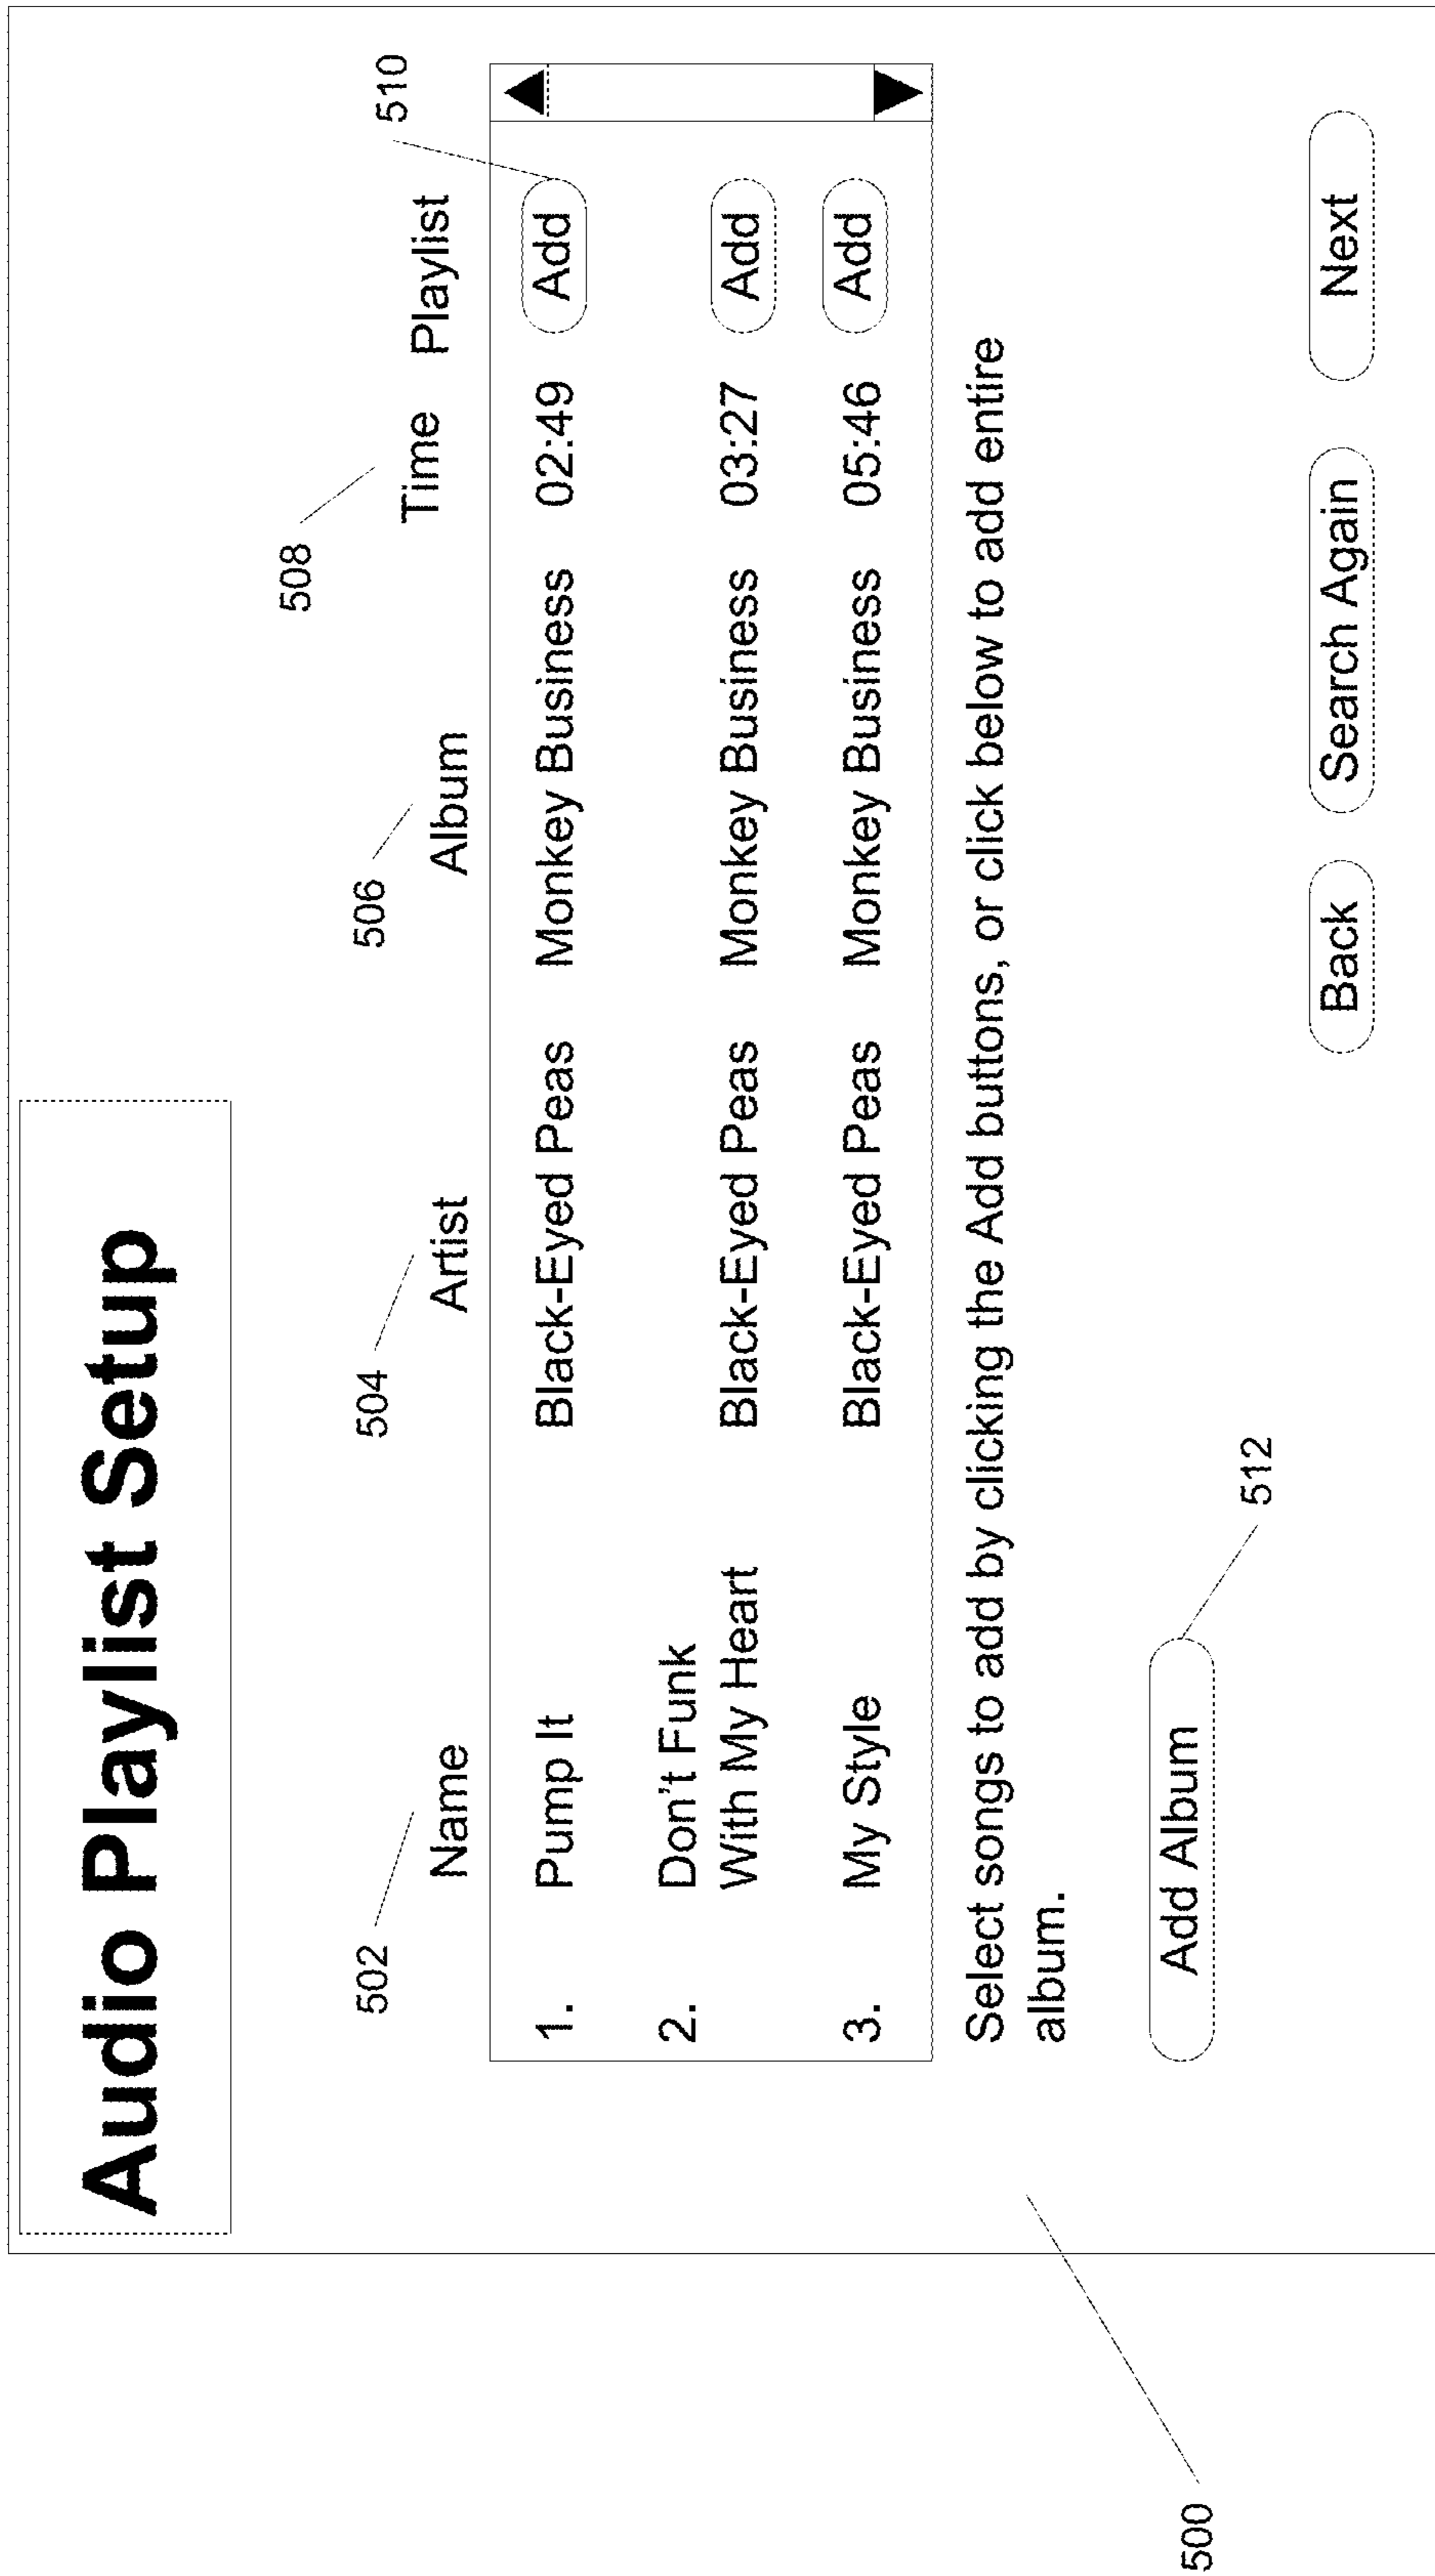 Audio Playlist Setup
508
502 504 506 510
Name Artist Album Time Playlist
1. Pump It Black-Eyed Peas Monkey Business 02:49 Add
2. Don't Funk
With My Heart Black-Eyed Peas Monkey Business 03:27 Add
3. My Style Black-Eyed Peas Monkey Business 05:46 Add
Select songs to add by clicking the Add buttons, or click below to add entire
album.
Add Album
512
Back Search Again Next
500